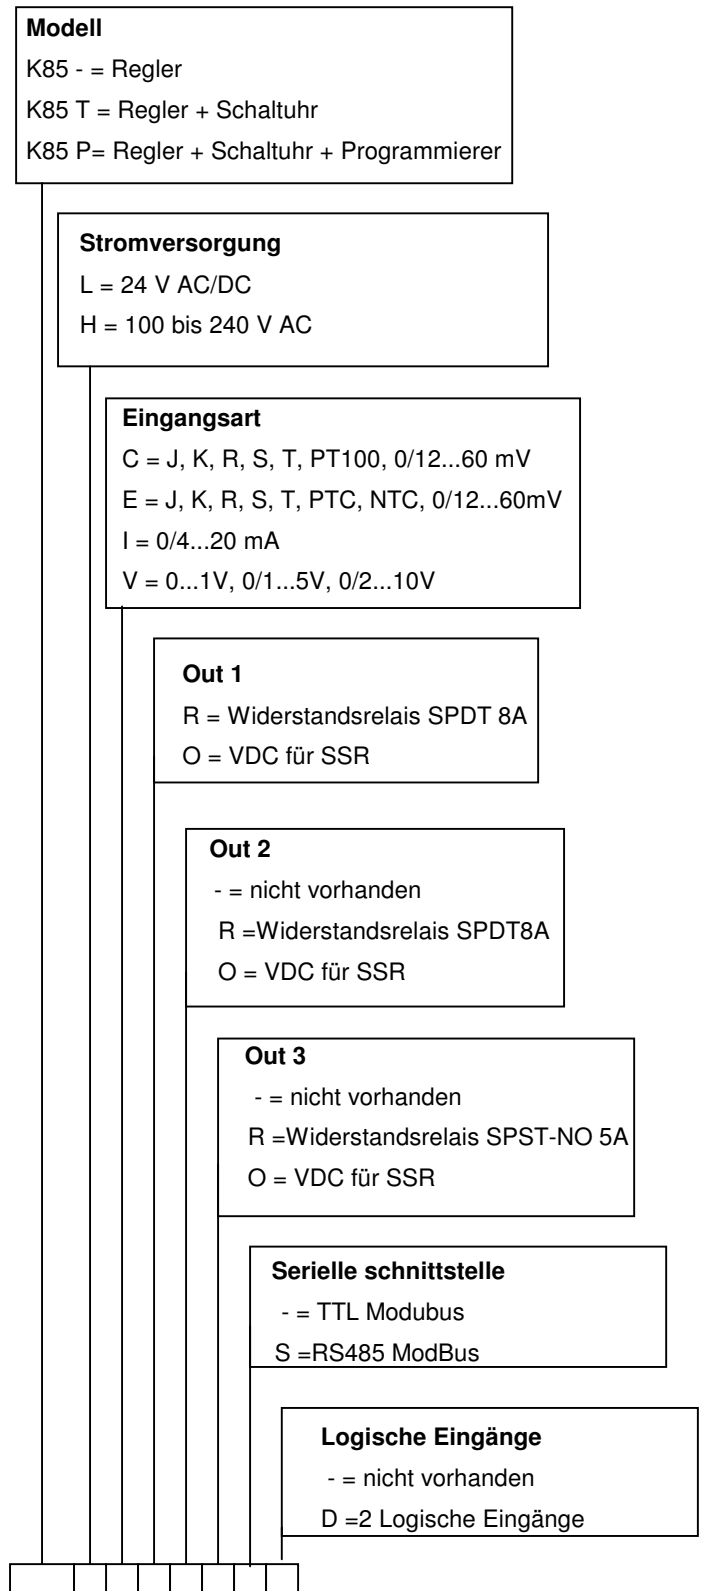 Modell
K85 - = Regler
K85 T = Regler + Schaltuhr
K85 P= Regler + Schaltuhr + Programmierer
Stromversorgung
L = 24 V AC/DC
H = 100 bis 240 V AC
Eingangsart
C = J, K, R, S, T, PT100, 0/12...60 mV
E = J, K, R, S, T, PTC, NTC, 0/12...60mV
I = 0/4...20 mA
V = 0...1V, 0/1...5V, 0/2...10V
Out 1
R = Widerstandsrelais SPDT 8A
O = VDC für SSR
Out 2
- = nicht vorhanden
R =Widerstandsrelais SPDT8A
O = VDC für SSR
Out 3
- = nicht vorhanden
R =Widerstandsrelais SPST-NO 5A
O = VDC für SSR
Serielle schnittstelle
- = TTL Modubus
S =RS485 ModBus
Logische Eingänge
- = nicht vorhanden
D =2 Logische Eingänge